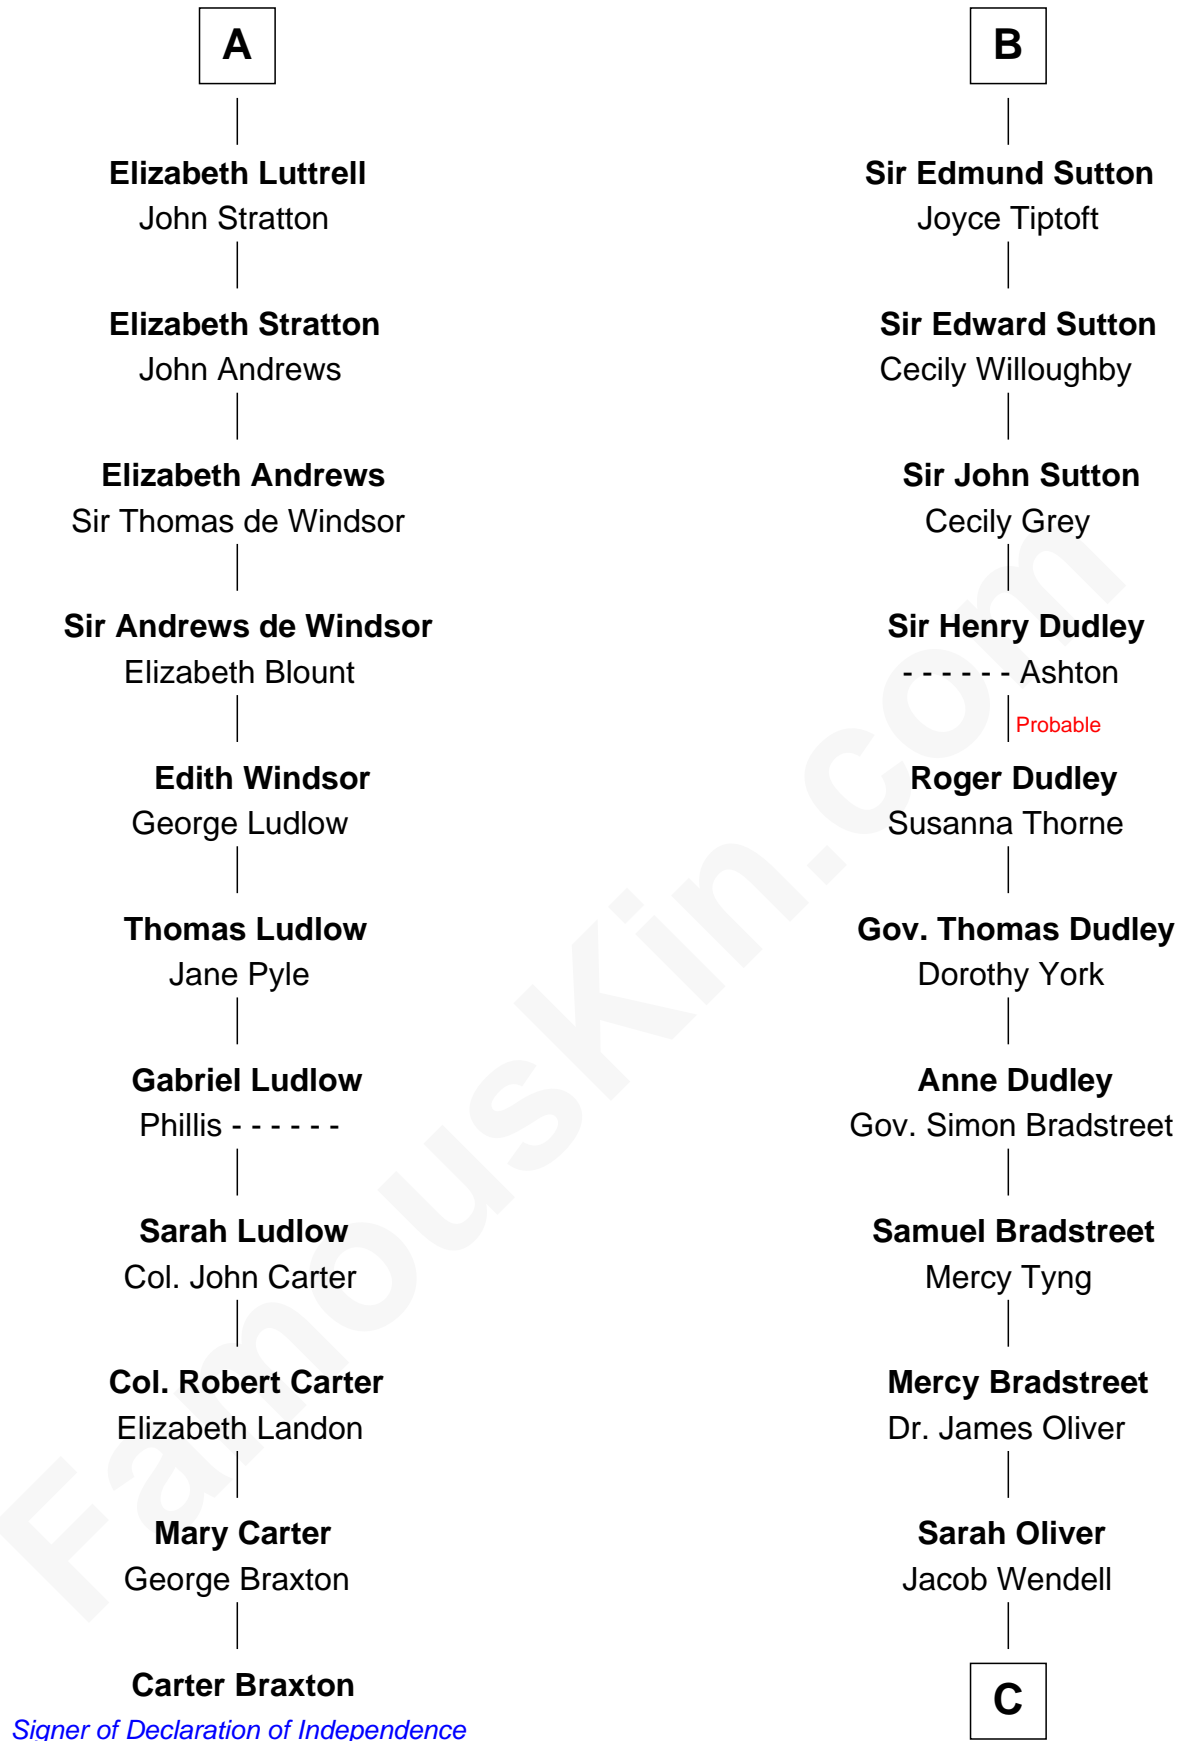 A
Elizabeth Luttrell
John Stratton
Elizabeth Stratton
John Andrews
Elizabeth Andrews
Sir Thomas de Windsor
Sir Andrews de Windsor
Elizabeth Blount
Edith Windsor
George Ludlow
Thomas Ludlow
Jane Pyle
Gabriel Ludlow
Phillis - - - - - -
Sarah Ludlow
Col. John Carter
Col. Robert Carter
Elizabeth Landon
Mary Carter
George Braxton
Carter Braxton
Signer of Declaration of Independence
B
Sir Edmund Sutton
Joyce Tiptoft
Sir Edward Sutton
Cecily Willoughby
Sir John Sutton
Cecily Grey
Sir Henry Dudley
- - - - - - Ashton
Probable
Roger Dudley
Susanna Thorne
Gov. Thomas Dudley
Dorothy York
Anne Dudley
Gov. Simon Bradstreet
Samuel Bradstreet
Mercy Tyng
Mercy Bradstreet
Dr. James Oliver
Sarah Oliver
Jacob Wendell
C
FamousKin.com